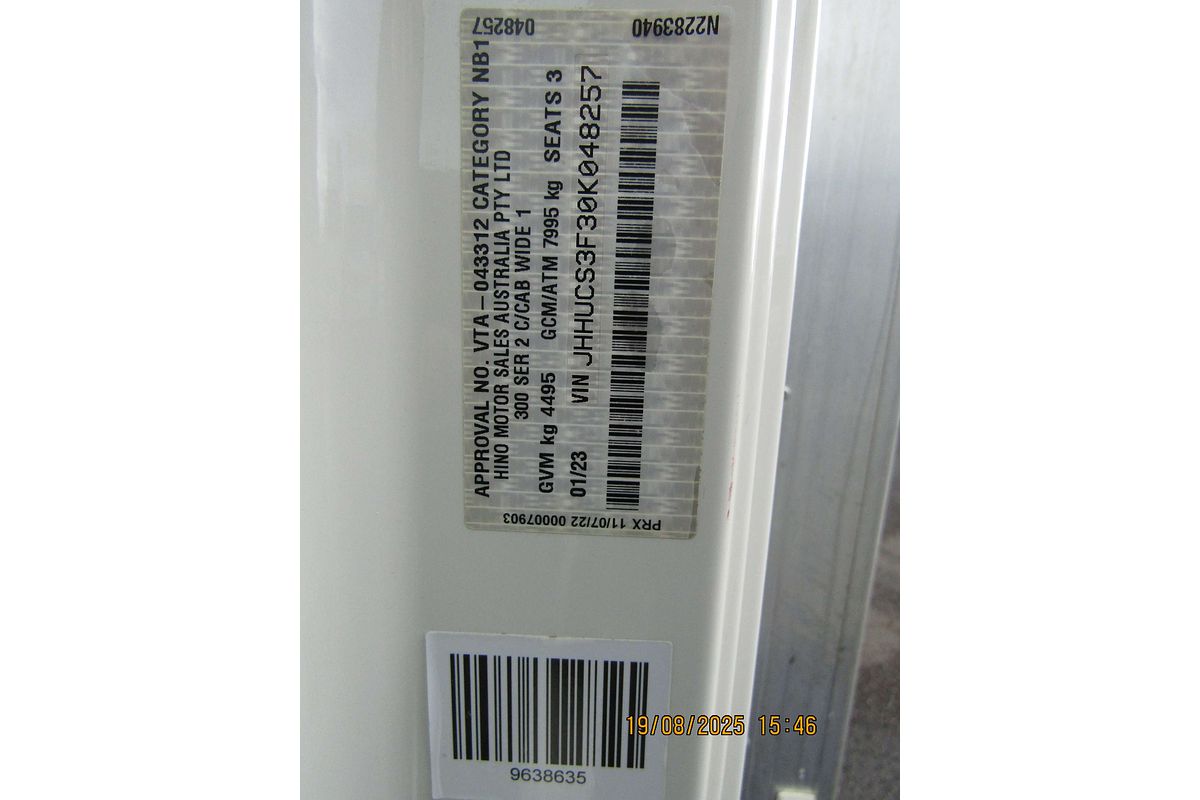 N2283940
048257
APPROVAL NO. VTA – 043312 CATEGORY NB1
HINO MOTOR SALES AUSTRALIA PTY LTD
300 SER 2 C/CAB WIDE 1
GVM kg 4495 GCM/ATM 7995 kg SEATS 3
01/23 VIN JHHUCS3F30K048257
PRX 11/07/22 00007903
9638635
19/08/2025 15:46